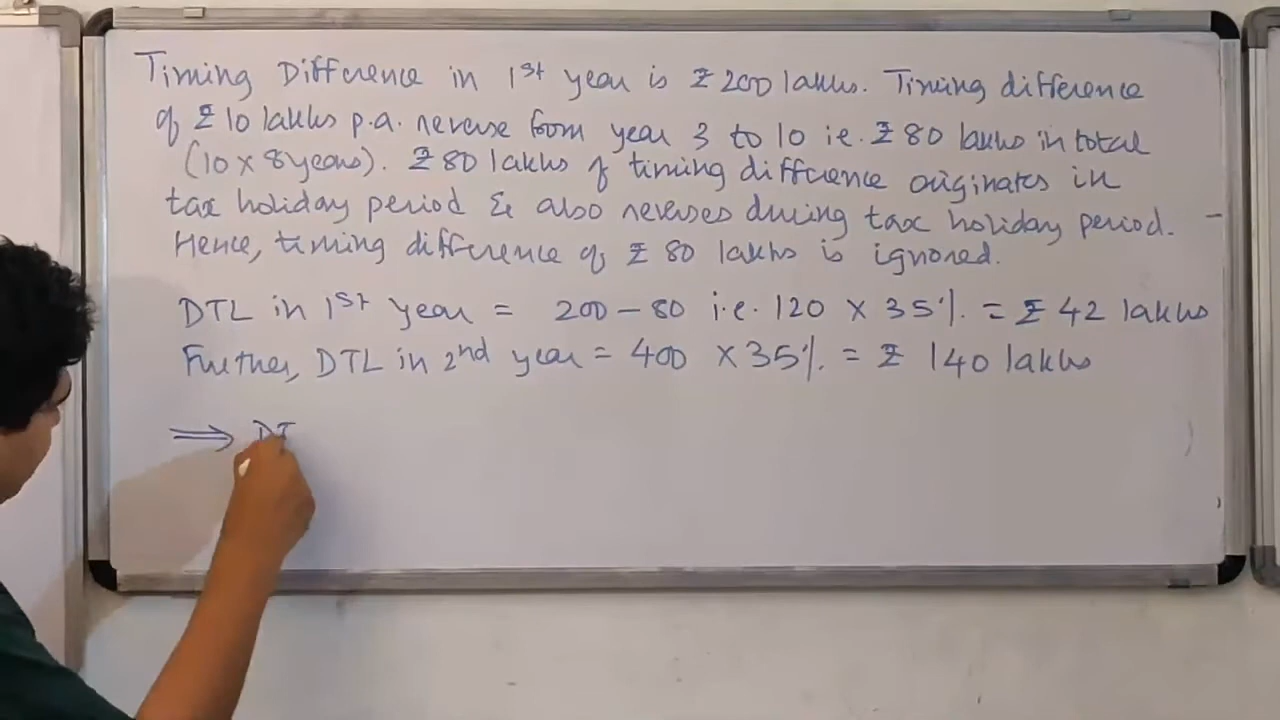 Timing Difference in 1st year is ₹ 200 lakhs. Timing difference
of ₹ 10 lakhs p.a. reverse from year 3 to 10 i.e. ₹ 80 lakhs in total
(10 x 8 years). ₹ 80 lakhs of timing difference originates in
tax holiday period & also reverses during tax holiday period.
Hence, timing difference of ₹ 80 lakhs is ignored.
DTL in 1st year = 200 - 80 i.e. 120 x 35% = ₹ 42 lakhs
Further, DTL in 2nd year = 400 x 35% = ₹ 140 lakhs
⇒ DT